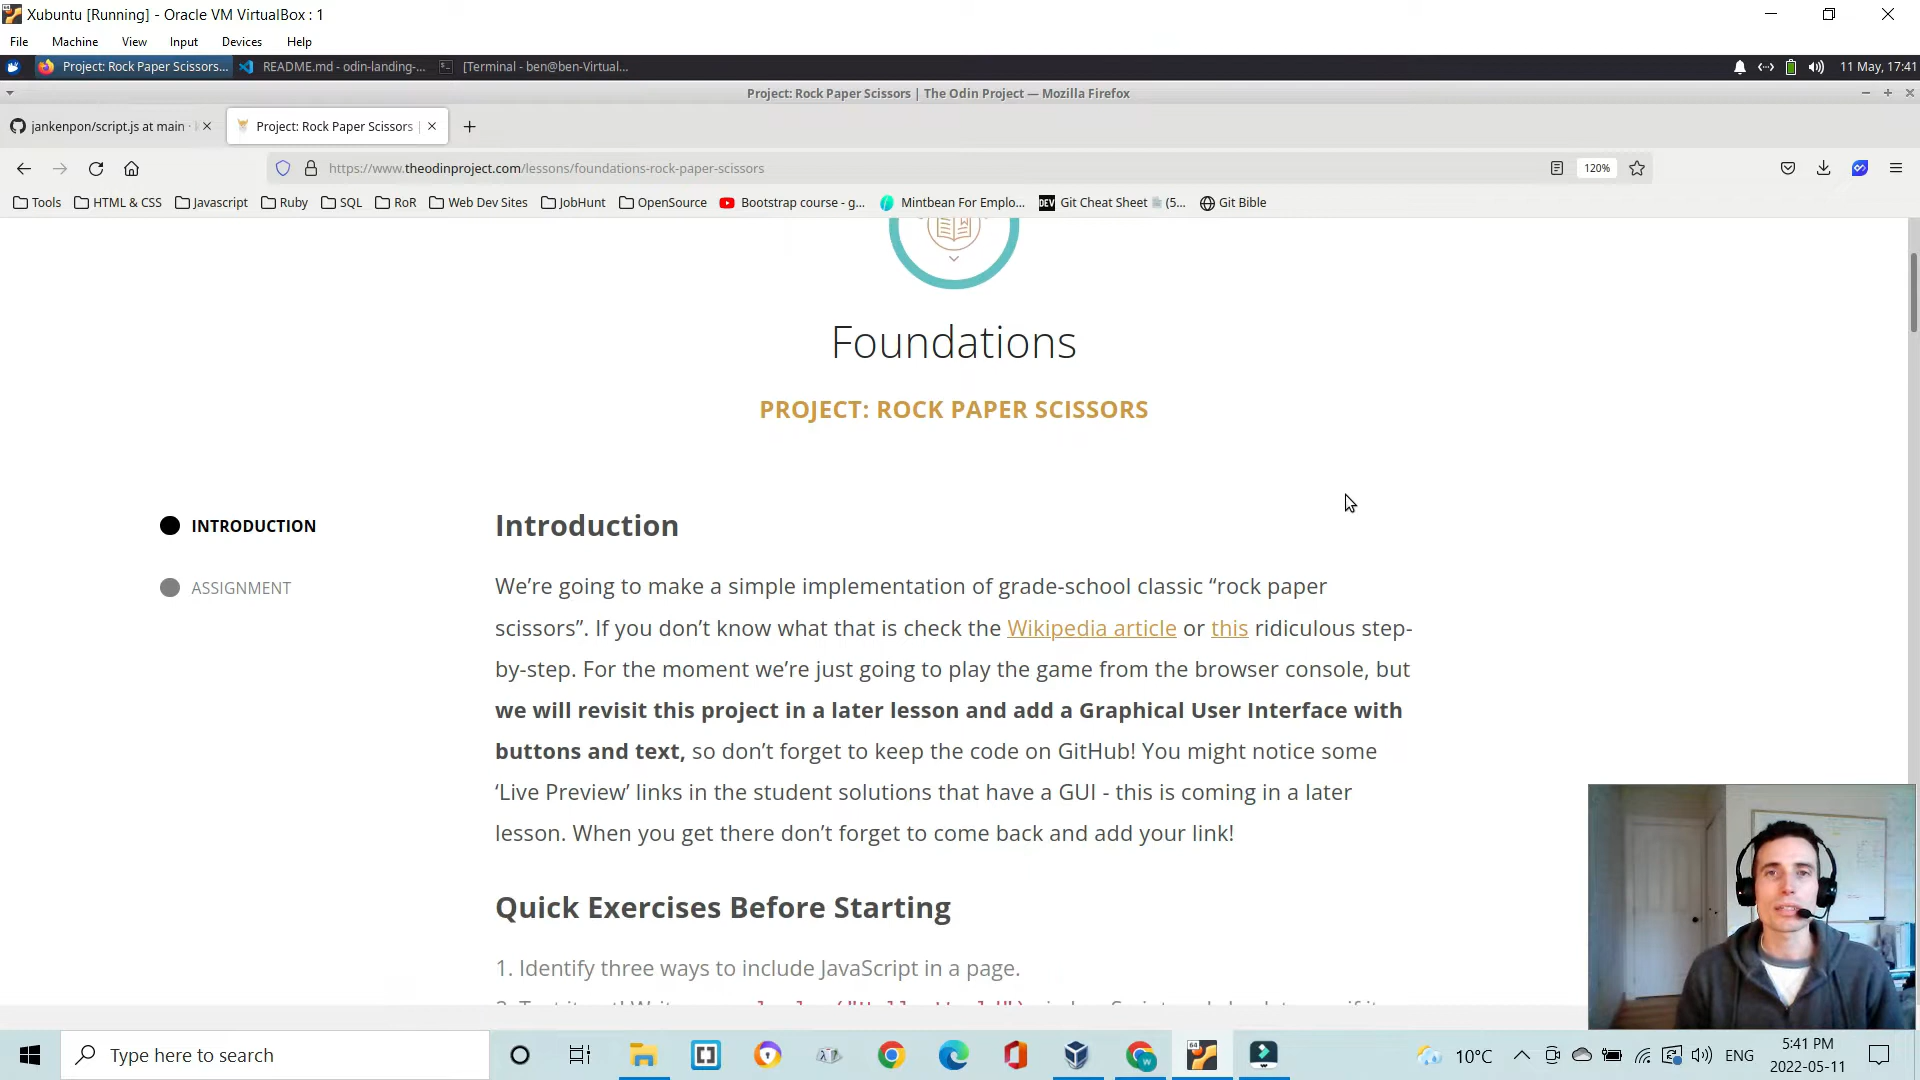 Xubuntu [Running] - Oracle VM VirtualBox : 1
File Machine View Input Devices Help
Project: Rock Paper Scissors... README.md - odin-landing-... [Terminal - ben@ben-Virtual... 11 May, 17:41
Project: Rock Paper Scissors | The Odin Project — Mozilla Firefox
jankenpon/script.js at main · Project: Rock Paper Scissors |
https://www.theodinproject.com/lessons/foundations-rock-paper-scissors 120%
Tools HTML & CSS Javascript Ruby SQL RoR Web Dev Sites JobHunt OpenSource Bootstrap course - g... Mintbean For Emplo... DEV Git Cheat Sheet (5... Git Bible
Foundations
PROJECT: ROCK PAPER SCISSORS
INTRODUCTION
ASSIGNMENT
Introduction
We’re going to make a simple implementation of grade-school classic “rock paper
scissors”. If you don’t know what that is check the Wikipedia article or this ridiculous step-
by-step. For the moment we’re just going to play the game from the browser console, but
we will revisit this project in a later lesson and add a Graphical User Interface with
buttons and text, so don’t forget to keep the code on GitHub! You might notice some
‘Live Preview’ links in the student solutions that have a GUI - this is coming in a later
lesson. When you get there don’t forget to come back and add your link!
Quick Exercises Before Starting
1. Identify three ways to include JavaScript in a page.
Type here to search
10°C ENG 5:41 PM
2022-05-11